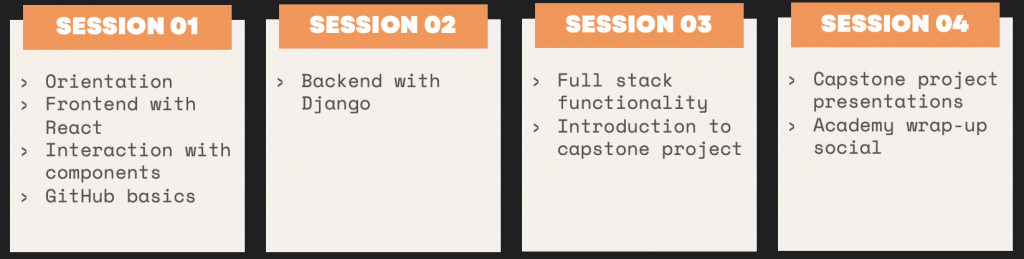 SESSION 01
> Orientation
> Frontend with
React
> Interaction with
components
> GitHub basics
SESSION 02
> Backend with
Django
SESSION 03
> Full stack
functionality
> Introduction to
capstone project
SESSION 04
> Capstone project
presentations
> Academy wrap-up
social